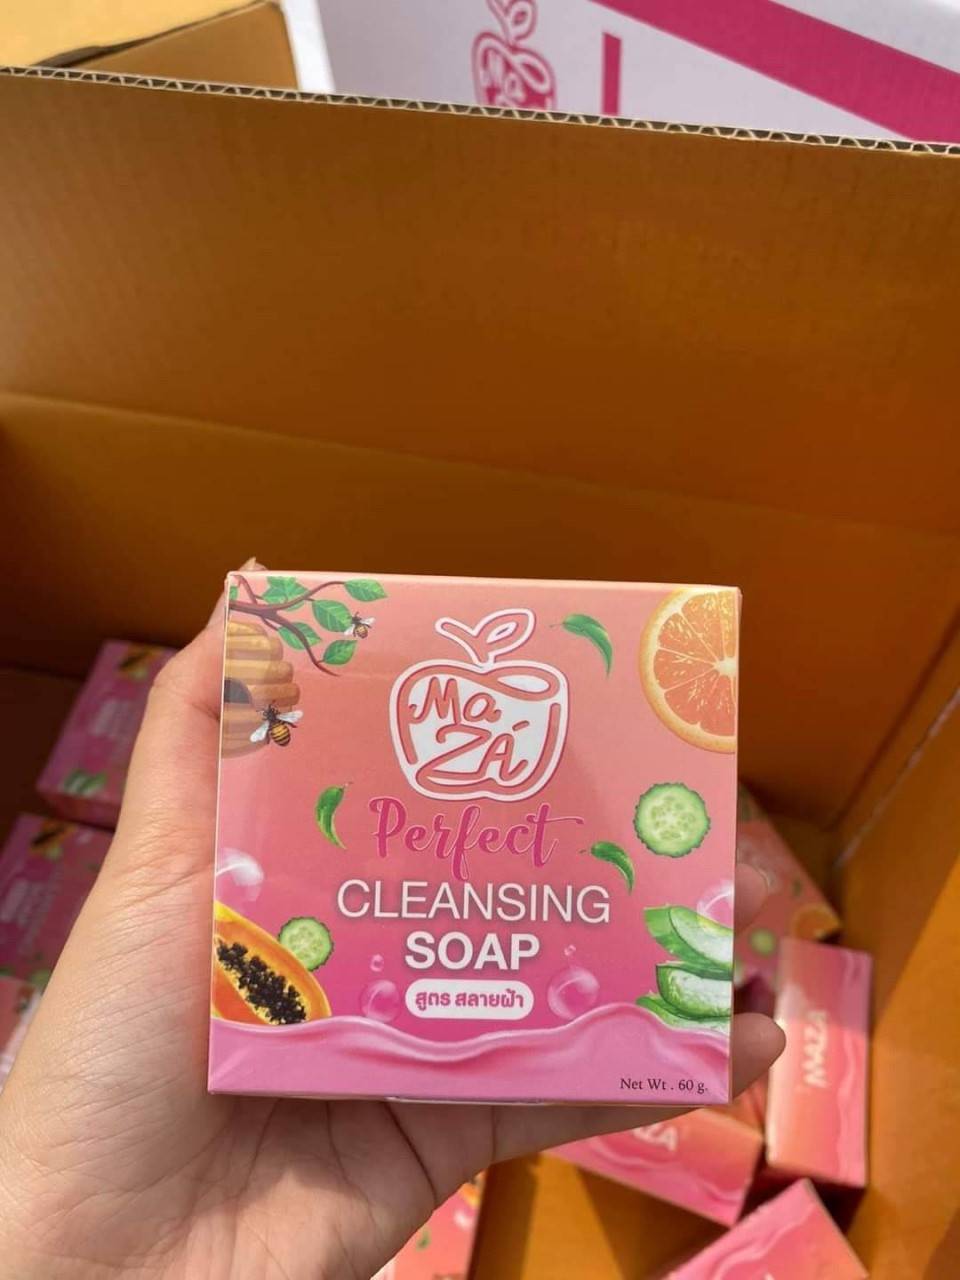 Ma
ZÁ
Perfect
CLEANSING
SOAP
สูตร สลายฝ้า
Net Wt . 60 g.
MAZA